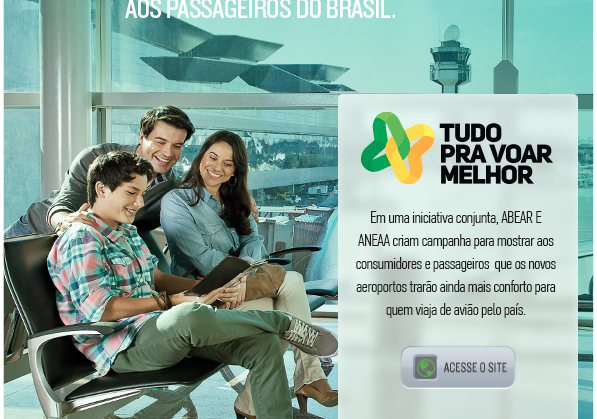 AOS PASSAGEIROS DO BRASIL.
TUDO
PRA VOAR
MELHOR
Em uma iniciativa conjunta, ABEAR E
ANEAA criam campanha para mostrar aos
consumidores e passageiros que os novos
aeroportos trarão ainda mais conforto para
quem viaja de avião pelo país.
ACESSE O SITE